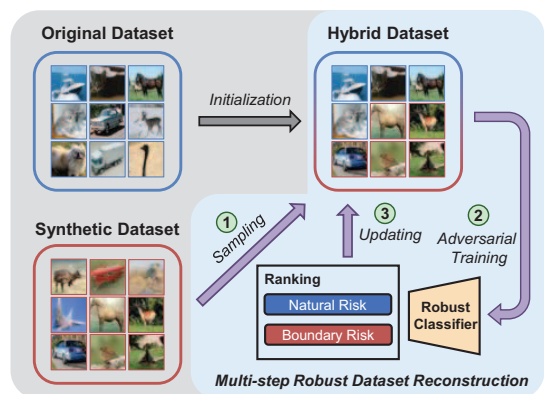 Original Dataset
Hybrid Dataset
Initialization
Synthetic Dataset
1
Sampling
3
Updating
2
Adversarial
Training
Ranking
Natural Risk
Boundary Risk
Robust
Classifier
Multi-step Robust Dataset Reconstruction